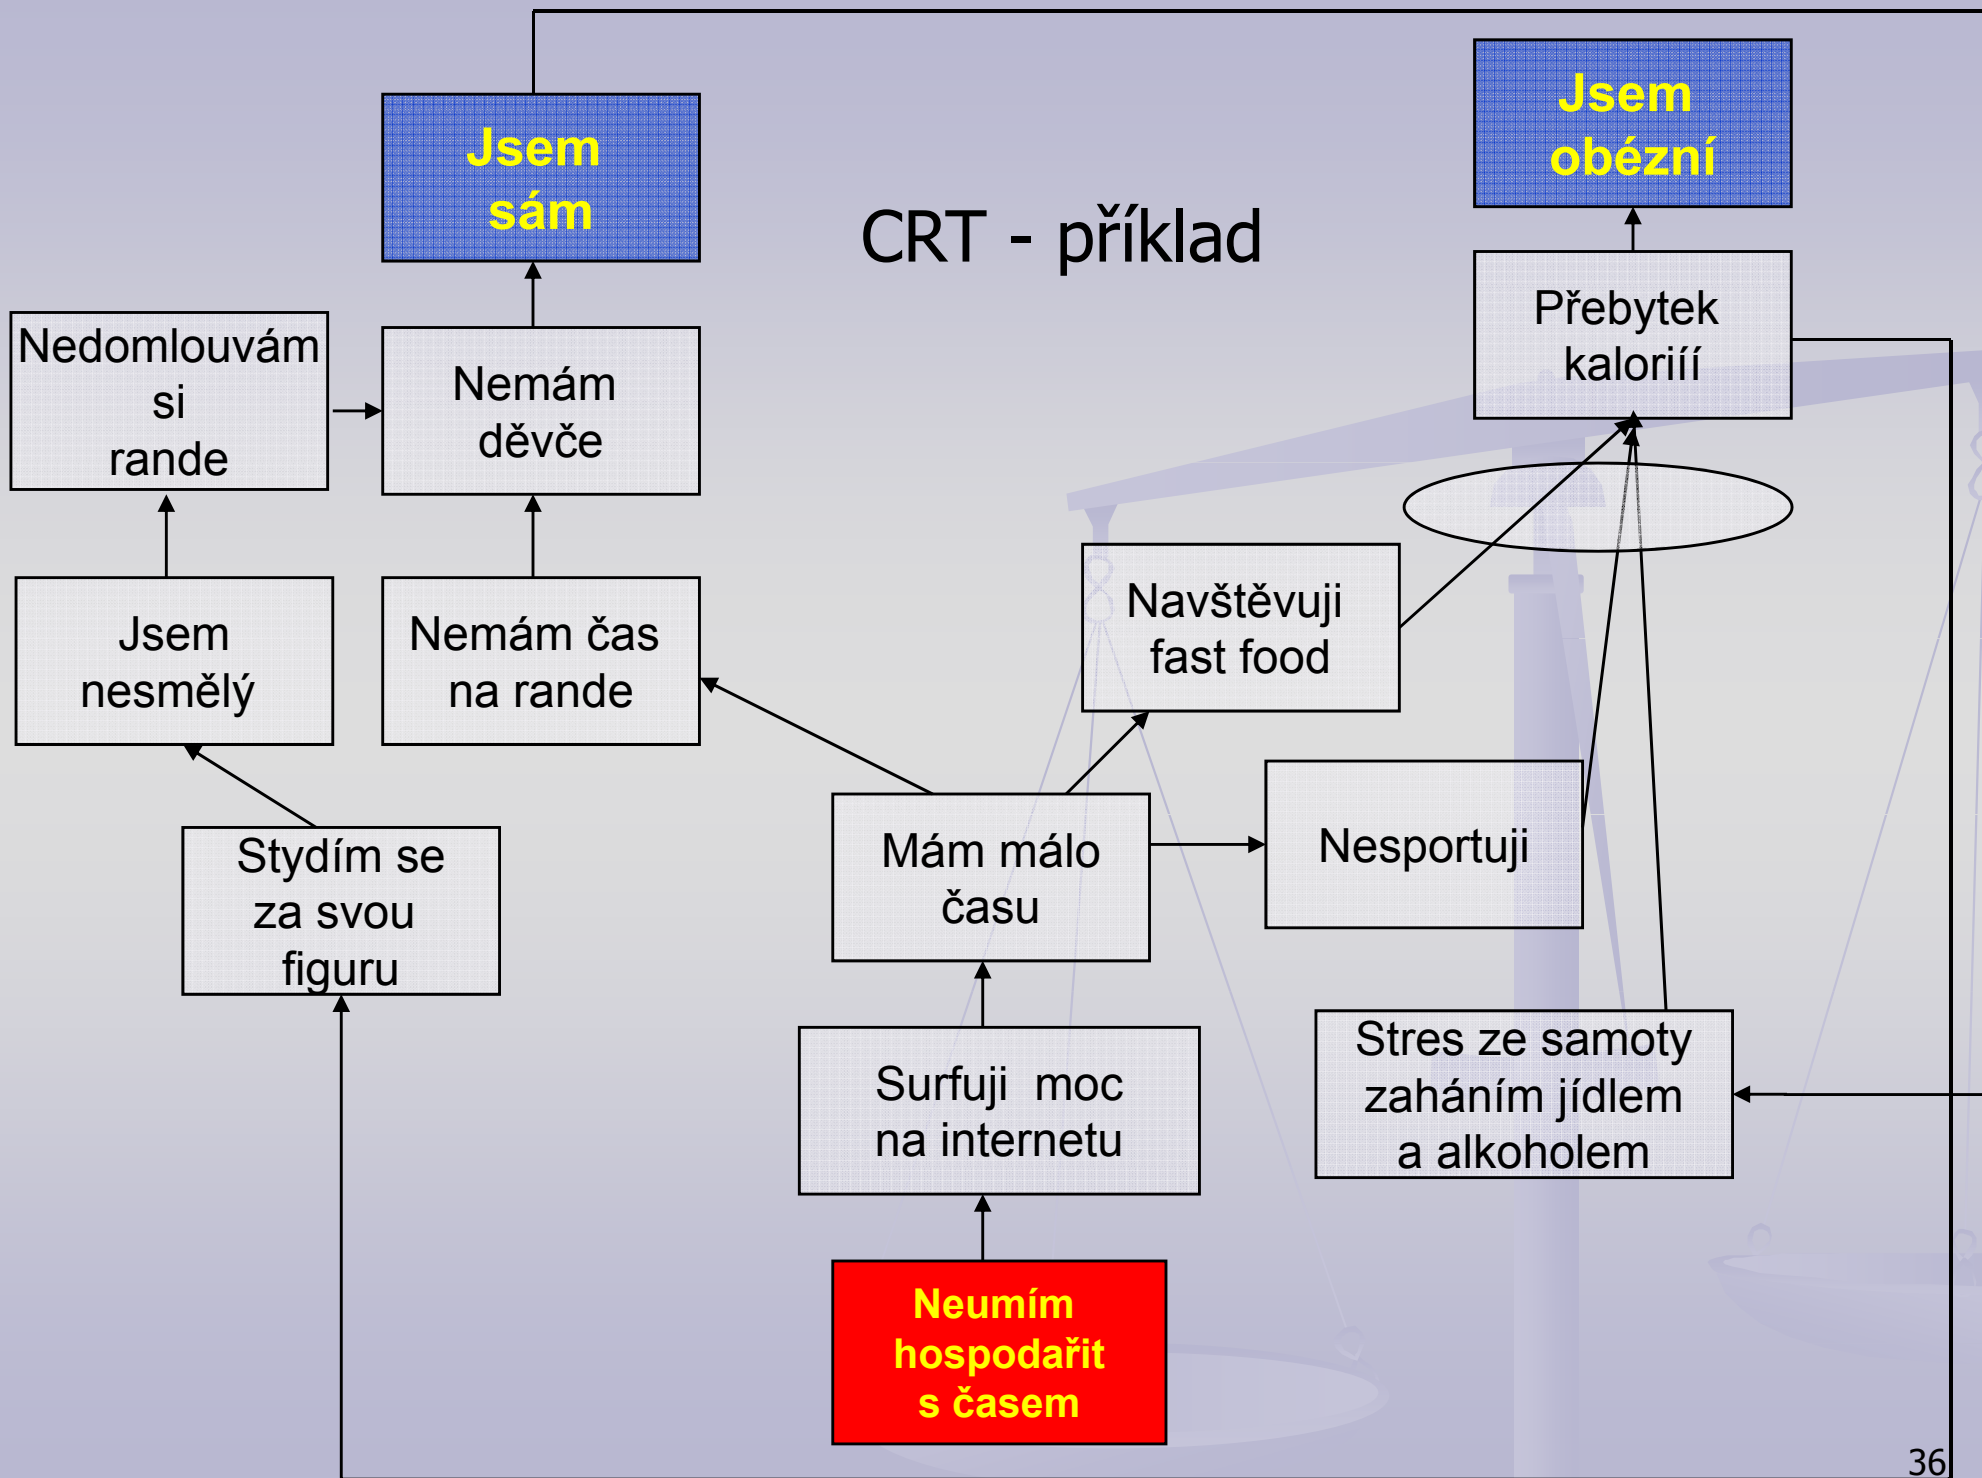 Jsem
sám
Jsem
obézní
CRT - příklad
Přebytek
kaloriíí
Nedomlouvám
si
rande
Nemám
děvče
Jsem
nesmělý
Nemám čas
na rande
Navštěvuji
fast food
Stydím se
za svou
figuru
Mám málo
času
Nesportuji
Surfuji  moc
na internetu
Stres ze samoty
zaháním jídlem
a alkoholem
Neumím
hospodařit
s časem
36